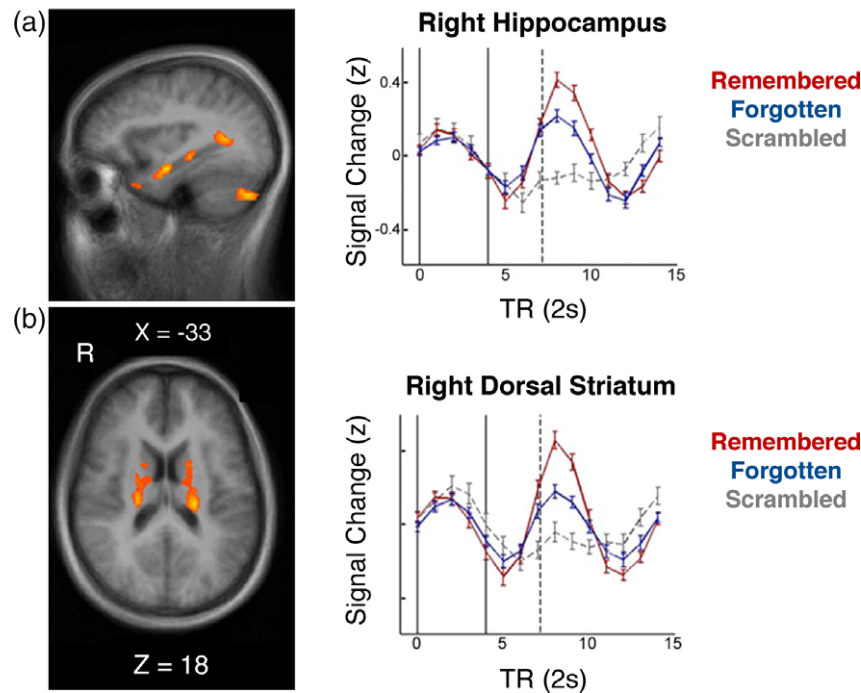 (a)
Right Hippocampus
Signal Change (z)
0.4
0
-0.4
0 5 10 15
TR (2s)
Remembered
Forgotten
Scrambled
(b)
X = -33
R
Z = 18
Right Dorsal Striatum
Signal Change (z)
0 5 10 15
TR (2s)
Remembered
Forgotten
Scrambled